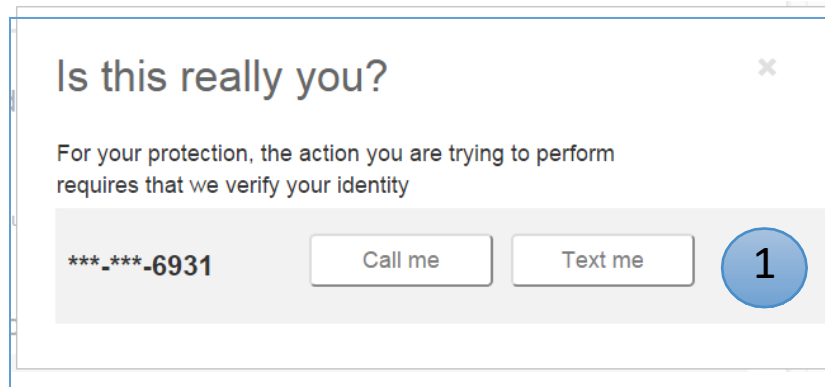 Is this really you?
×
For your protection, the action you are trying to perform
requires that we verify your identity
***-***-6931 Call me Text me 1